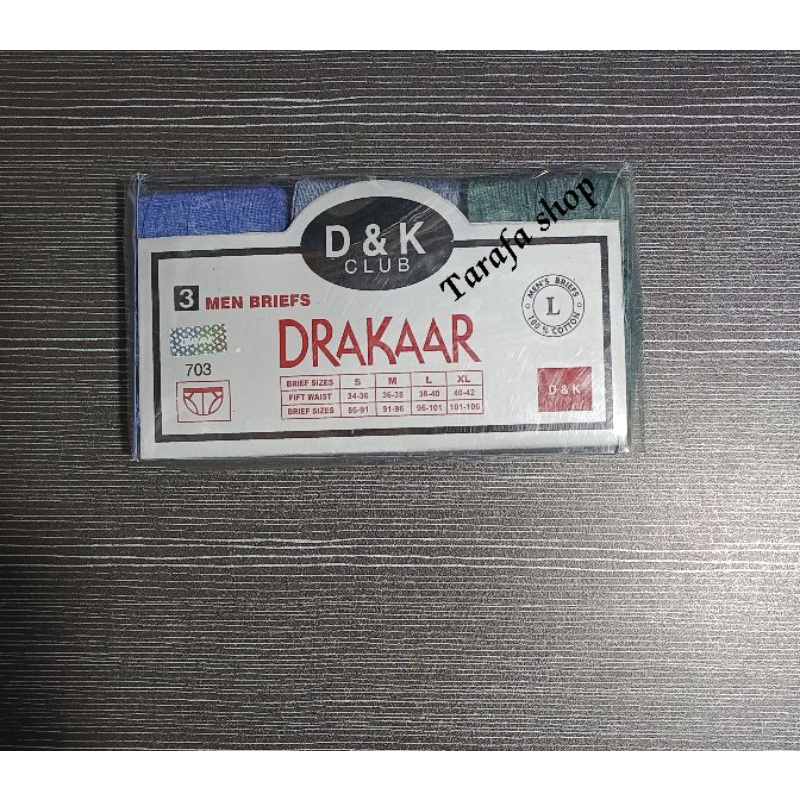 D & K
CLUB
Tarafa shop
3 MEN BRIEFS
MEN'S BRIEFS
L
100 % COTTON
DRAKAAR
703
BRIEF SIZES S M L XL
FIFT WAIST 34-36 36-38 38-40 40-42
BRIEF SIZES 86-91 91-96 96-101 101-106
D & K